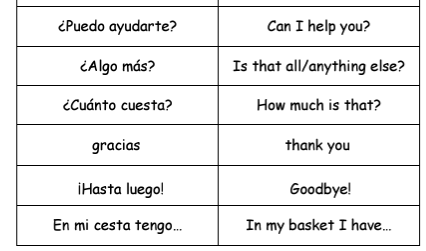 ¿Puedo ayudarte? Can I help you?
¿Algo más? Is that all/anything else?
¿Cuánto cuesta? How much is that?
gracias thank you
¡Hasta luego! Goodbye!
En mi cesta tengo... In my basket I have...